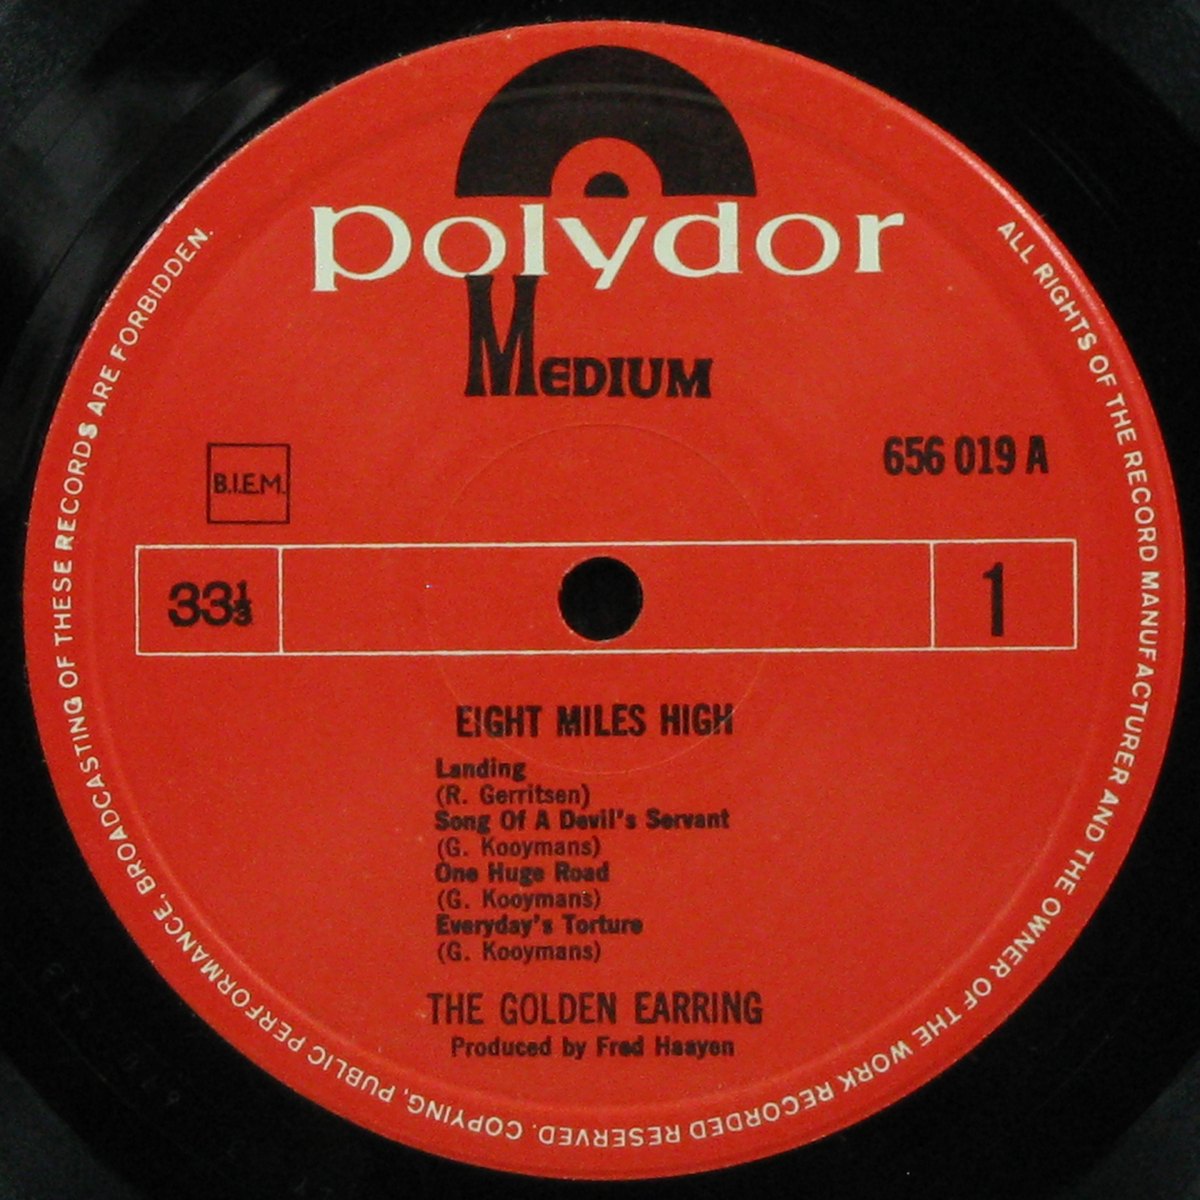 polydor
MEDIUM
656 019 A
B.I.E.M.
33⅓
1
EIGHT MILES HIGH
Landing
(R. Gerritsen)
Song Of A Devil's Servant
(G. Kooymans)
One Huge Road
(G. Kooymans)
Everyday's Torture
(G. Kooymans)
THE GOLDEN EARRING
Produced by Fred Haayen
ALL RIGHTS OF THE RECORD MANUFACTURER AND THE OWNER OF THE WORK RECORDED RESERVED. COPYING, PUBLIC PERFORMANCE, BROADCASTING OF THESE RECORDS ARE FORBIDDEN.